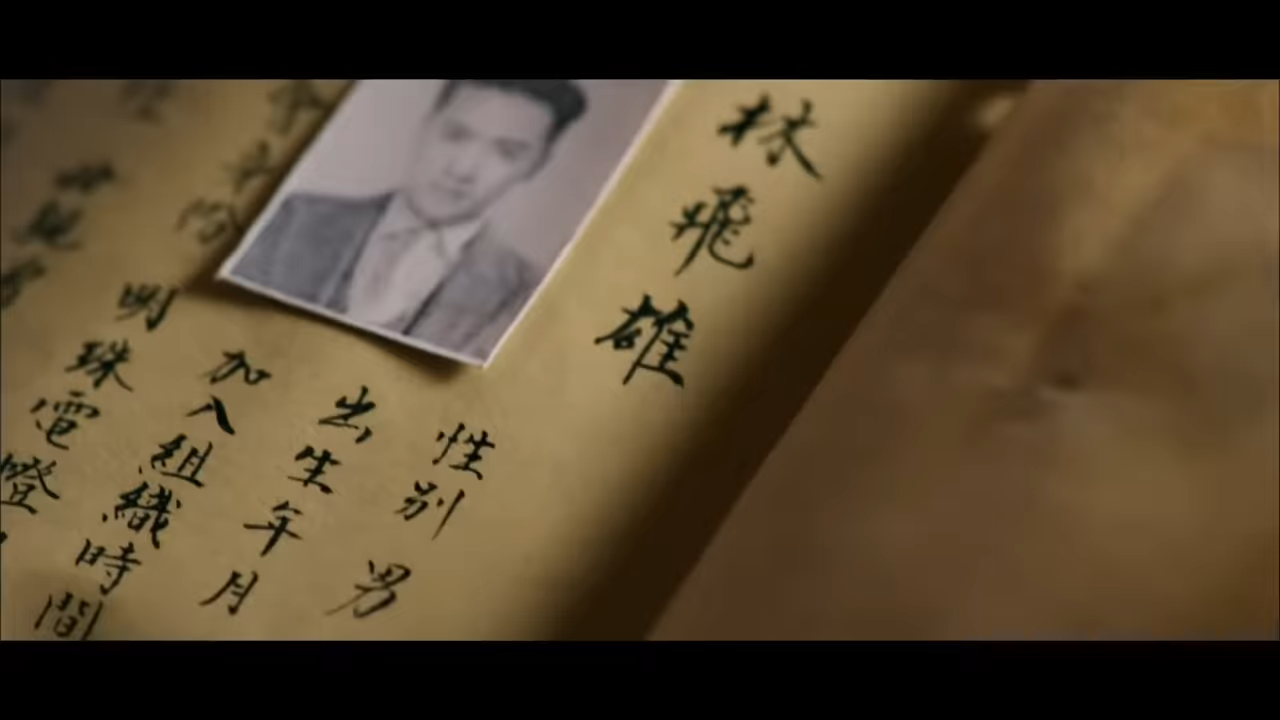 林飛雄
性別 男
出生年月
加入組織時間
明珠電燈